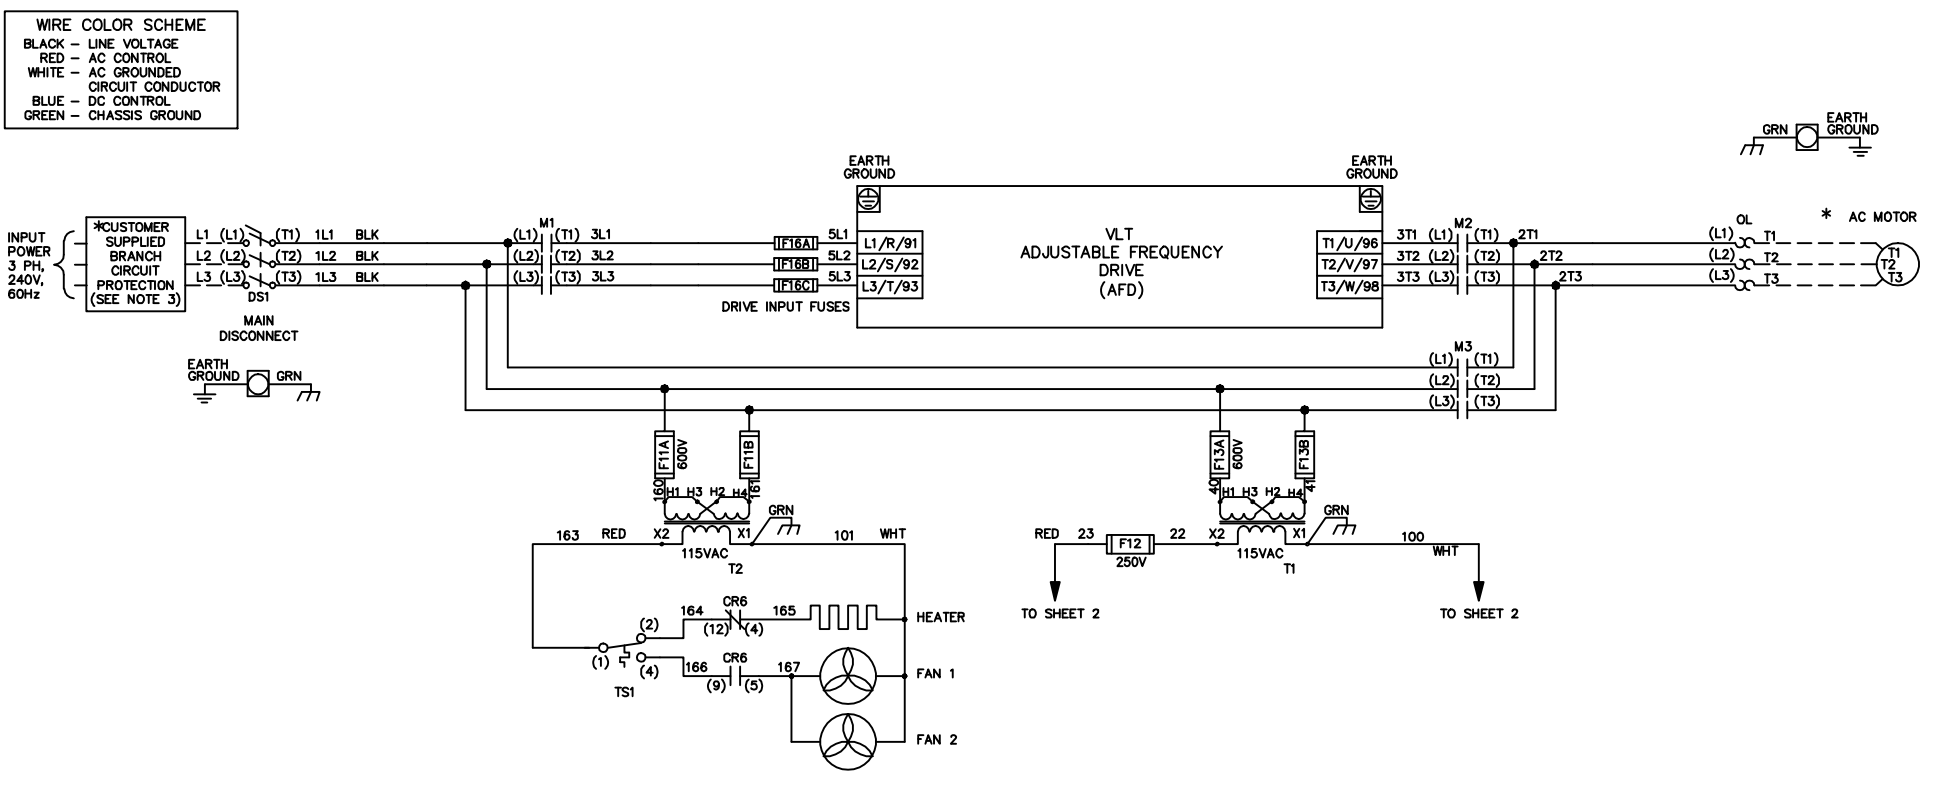 WIRE COLOR SCHEME
BLACK – LINE VOLTAGE
RED – AC CONTROL
WHITE – AC GROUNDED
CIRCUIT CONDUCTOR
BLUE – DC CONTROL
GREEN – CHASSIS GROUND
INPUT
POWER
3 PH,
240V,
60Hz
*CUSTOMER
SUPPLIED
BRANCH
CIRCUIT
PROTECTION
(SEE NOTE 3)
L1 (L1) (T1) 1L1 BLK
L2 (L2) (T2) 1L2 BLK
L3 (L3) (T3) 1L3 BLK
DS1
MAIN
DISCONNECT
EARTH
GROUND
GRN
M1
(L1) (T1) 3L1
(L2) (T2) 3L2
(L3) (T3) 3L3
F16A 5L1
F16B 5L2
F16C 5L3
DRIVE INPUT FUSES
EARTH
GROUND
L1/R/91
L2/S/92
L3/T/93
VLT
ADJUSTABLE FREQUENCY
DRIVE
(AFD)
EARTH
GROUND
T1/U/96
T2/V/97
T3/W/98
M2
3T1 (L1) (T1) 2T1
3T2 (L2) (T2) 2T2
3T3 (L3) (T3) 2T3
M3
(L1) (T1)
(L2) (T2)
(L3) (T3)
GRN
EARTH
GROUND
* AC MOTOR
OL
(L1) T1
(L2) T2
(L3) T3
T1
T2
T3
F11A
600V
F11B
160
161
H1 H3 H2 H4
GRN
163 RED X2 X1 101 WHT
115VAC
T2
F13A
600V
F13B
40
41
H1 H3 H2 H4
GRN
RED 23 F12 22 X2 X1 100
WHT
250V
115VAC
T1
TO SHEET 2
TO SHEET 2
164 CR6 165
(12) (4)
HEATER
(2)
(1)
(4)
TS1
166 CR6 167
(9) (5)
FAN 1
FAN 2